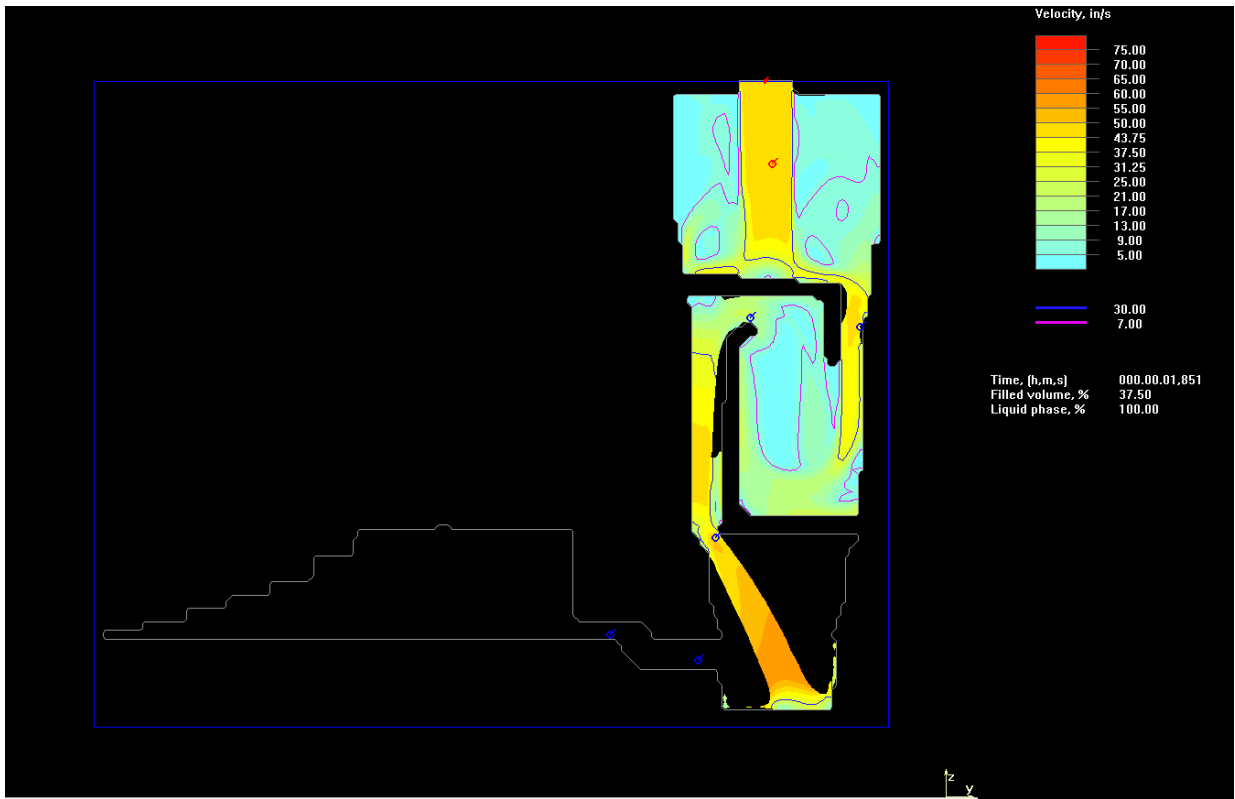 Velocity, in/s
75.00
70.00
65.00
60.00
55.00
50.00
43.75
37.50
31.25
25.00
21.00
17.00
13.00
9.00
5.00
30.00
7.00
Time, (h,m,s) 000.00.01,851
Filled volume, % 37.50
Liquid phase, % 100.00
z
y